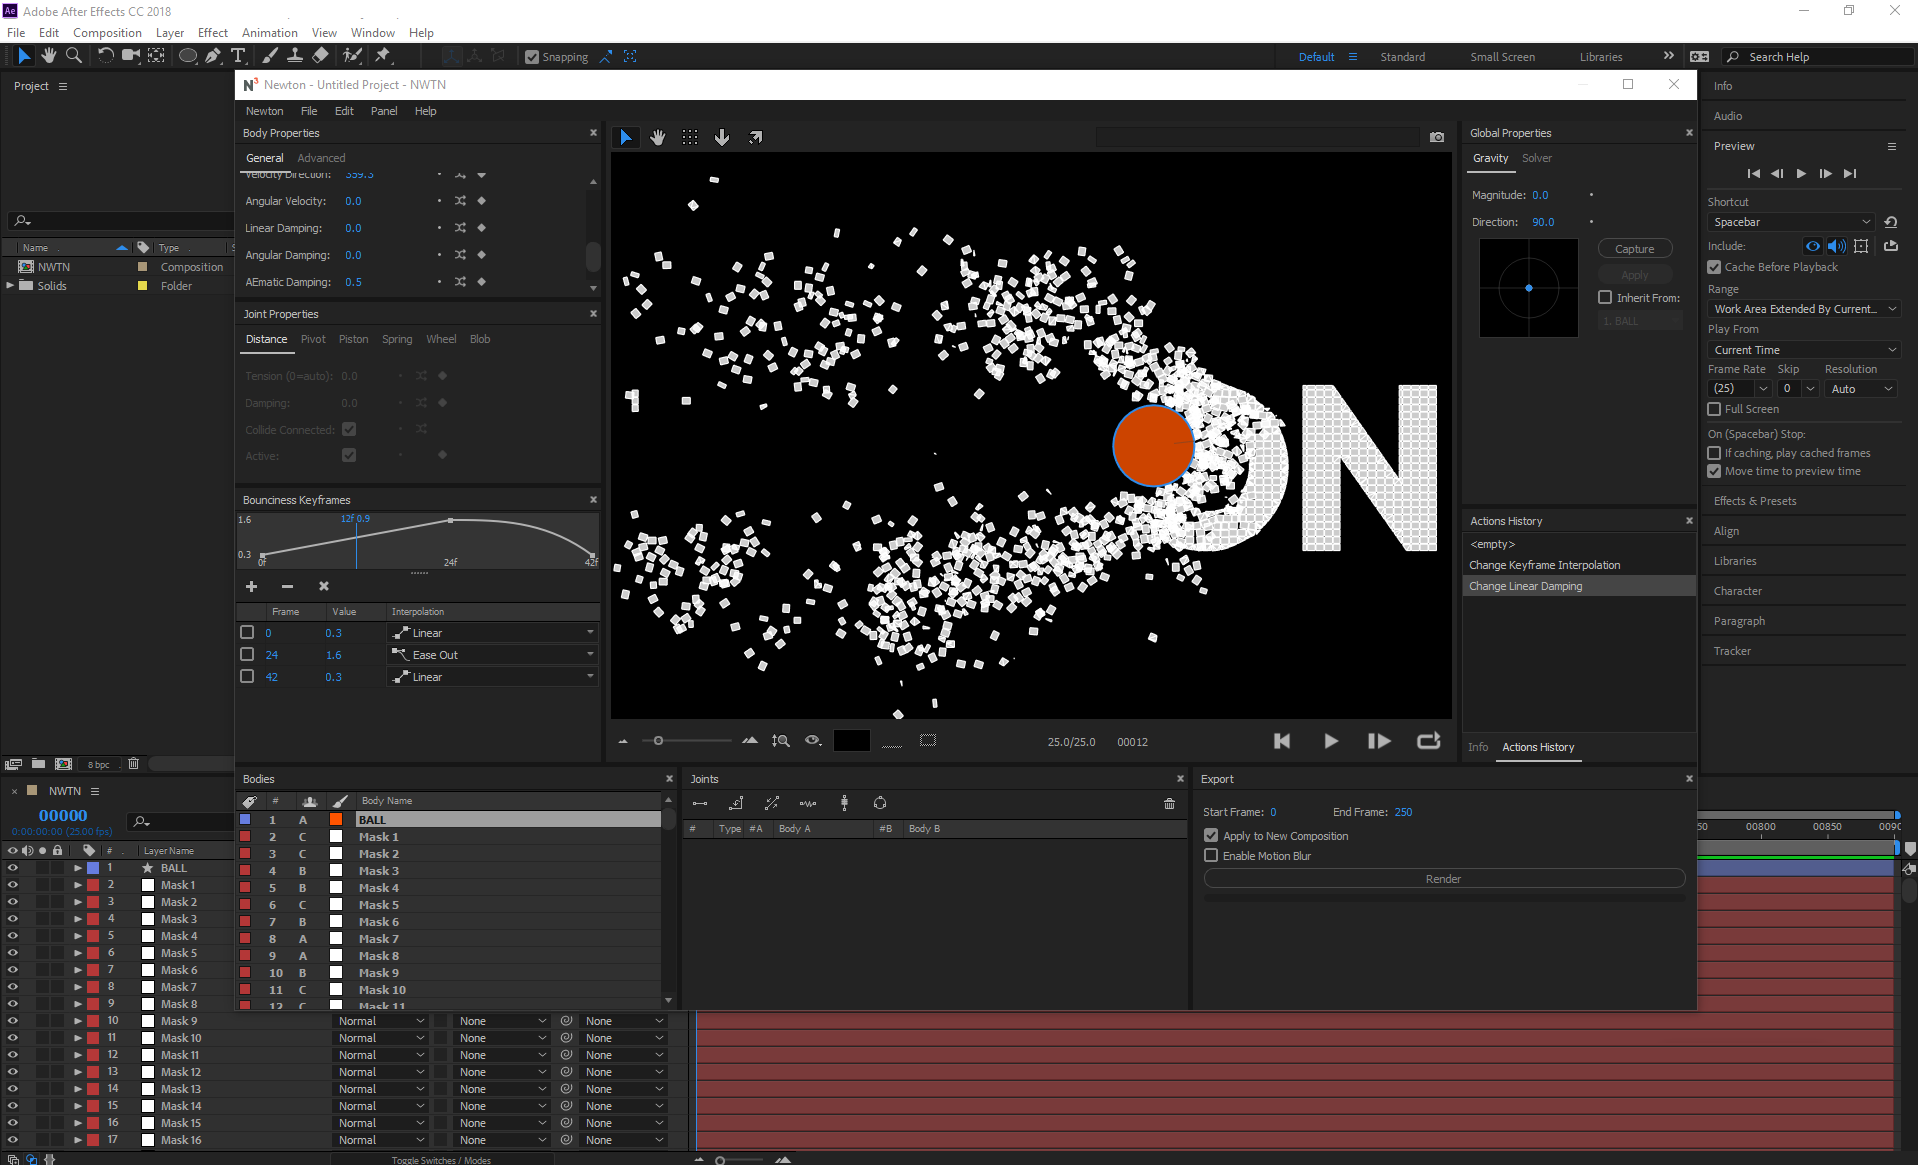 Ae Adobe After Effects CC 2018
File Edit Composition Layer Effect Animation View Window Help
Snapping
Default Standard Small Screen Libraries Search Help
Project
Name Type
NWTN Composition
Solids Folder
8 bpc
N3 Newton - Untitled Project - NWTN
Newton File Edit Panel Help
Body Properties
General Advanced
Velocity Direction: 359.3
Angular Velocity: 0.0
Linear Damping: 0.0
Angular Damping: 0.0
AEmatic Damping: 0.5
Joint Properties
Distance Pivot Piston Spring Wheel Blob
Tension (0=auto): 0.0
Damping: 0.0
Collide Connected:
Active:
Bounciness Keyframes
1.6 12f 0.9
0.3
0f 24f 42f
Frame Value Interpolation
0 0.3 Linear
24 1.6 Ease Out
42 0.3 Linear
ON
25.0/25.0 00012
Global Properties
Gravity Solver
Magnitude: 0.0
Direction: 90.0
Capture
Apply
Inherit From:
1. BALL
Actions History
<empty>
Change Keyframe Interpolation
Change Linear Damping
Info Actions History
Bodies
# Body Name
1 A BALL
2 C Mask 1
3 C Mask 2
4 B Mask 3
5 B Mask 4
6 C Mask 5
7 B Mask 6
8 A Mask 7
9 A Mask 8
10 B Mask 9
11 C Mask 10
12 C Mask 11
Joints
# Type #A Body A #B Body B
Export
Start Frame: 0 End Frame: 250
Apply to New Composition
Enable Motion Blur
Render
Info
Audio
Preview
Shortcut
Spacebar
Include:
Cache Before Playback
Range
Work Area Extended By Current...
Play From
Current Time
Frame Rate Skip Resolution
(25) 0 Auto
Full Screen
On (Spacebar) Stop:
If caching, play cached frames
Move time to preview time
Effects & Presets
Align
Libraries
Character
Paragraph
Tracker
NWTN
00000
0:00:00:00 (25.00 fps)
# Layer Name
50 00800 00850 0090
1 BALL
2 Mask 1
3 Mask 2
4 Mask 3
5 Mask 4
6 Mask 5
7 Mask 6
8 Mask 7
9 Mask 8
10 Mask 9 Normal None None
11 Mask 10 Normal None None
12 Mask 11 Normal None None
13 Mask 12 Normal None None
14 Mask 13 Normal None None
15 Mask 14 Normal None None
16 Mask 15 Normal None None
17 Mask 16 Normal None None
Toggle Switches / Modes